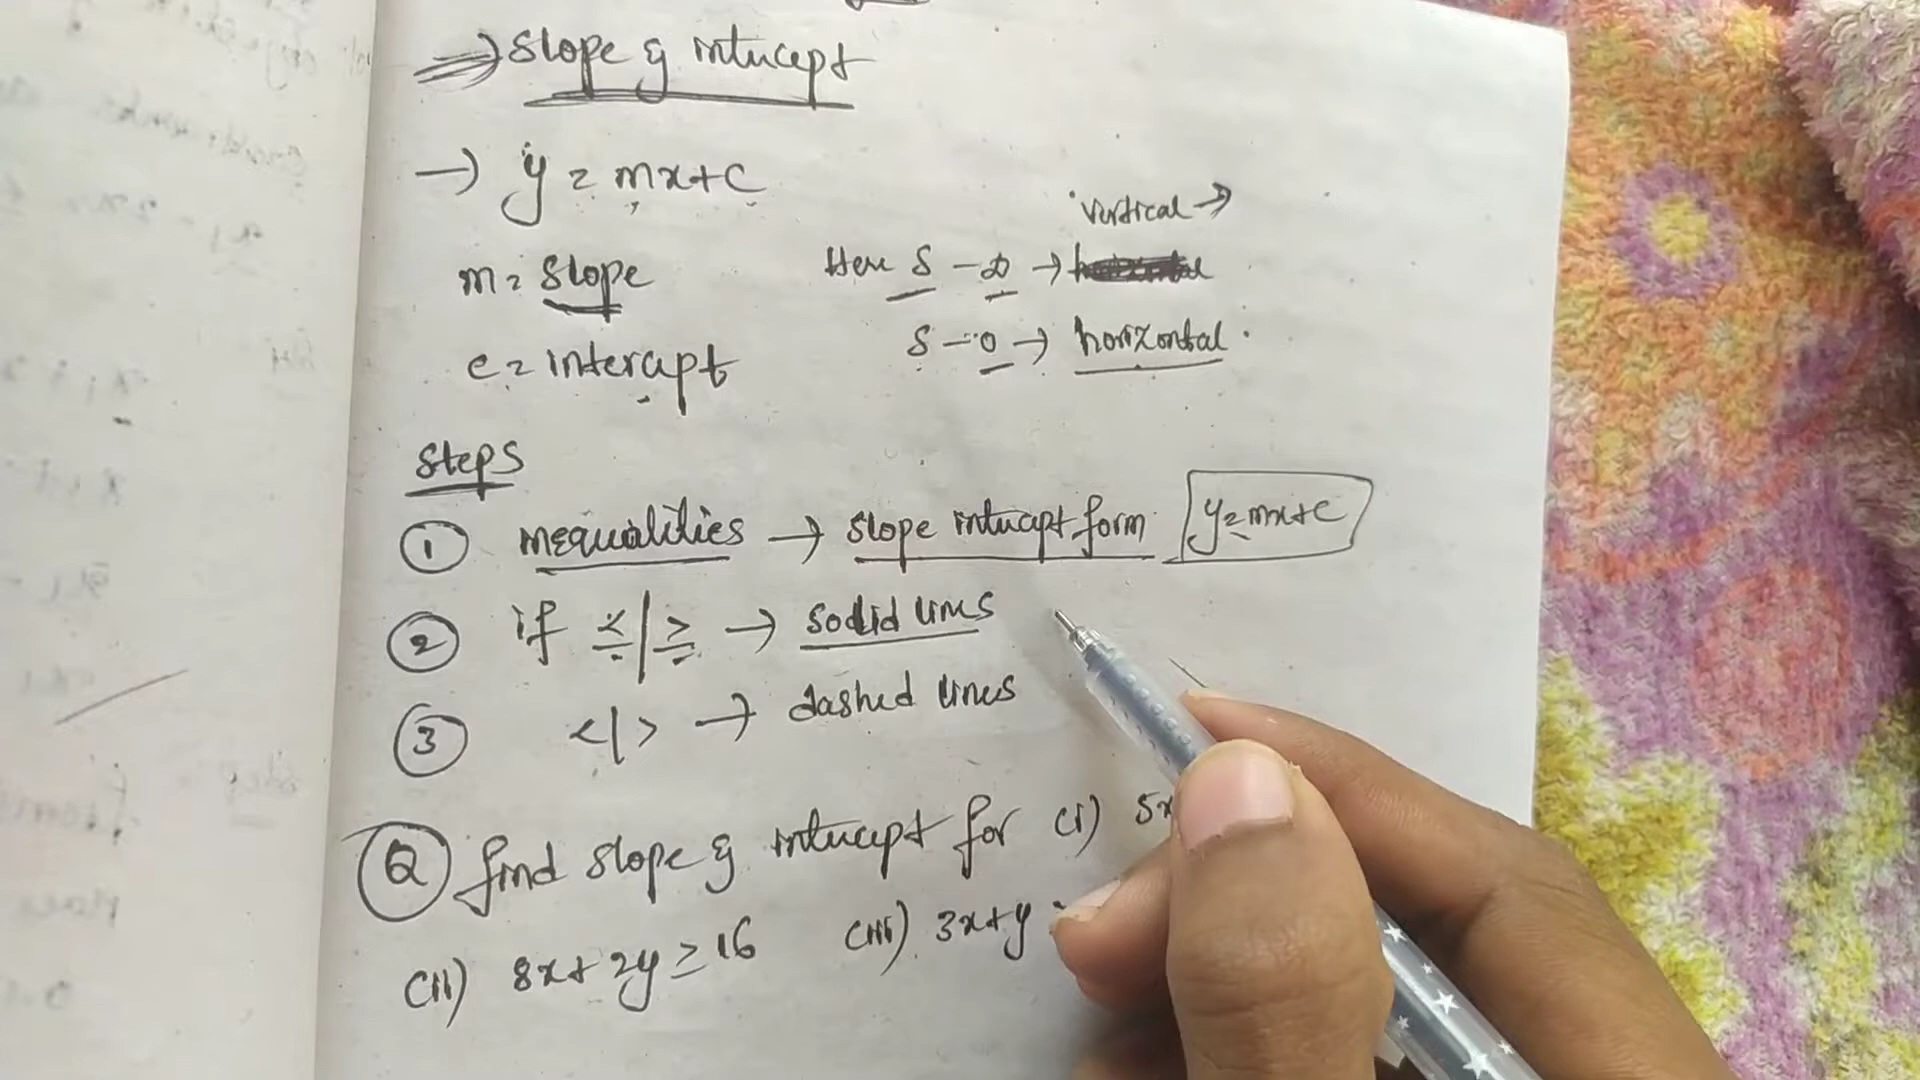 ⇒ Slope & intercept
→ y = mx+c
m = slope
c = intercept
vertical →
Here S - ∞ →
S - 0 → horizontal.
Steps
① inequalities → slope intercept form y=mx+c
② if ≤|≥ → solid lines
③ <|> → dashed lines
Q find slope & intercept for (i) 5x
(ii) 8x+2y ≥ 16 (iii) 3x+y